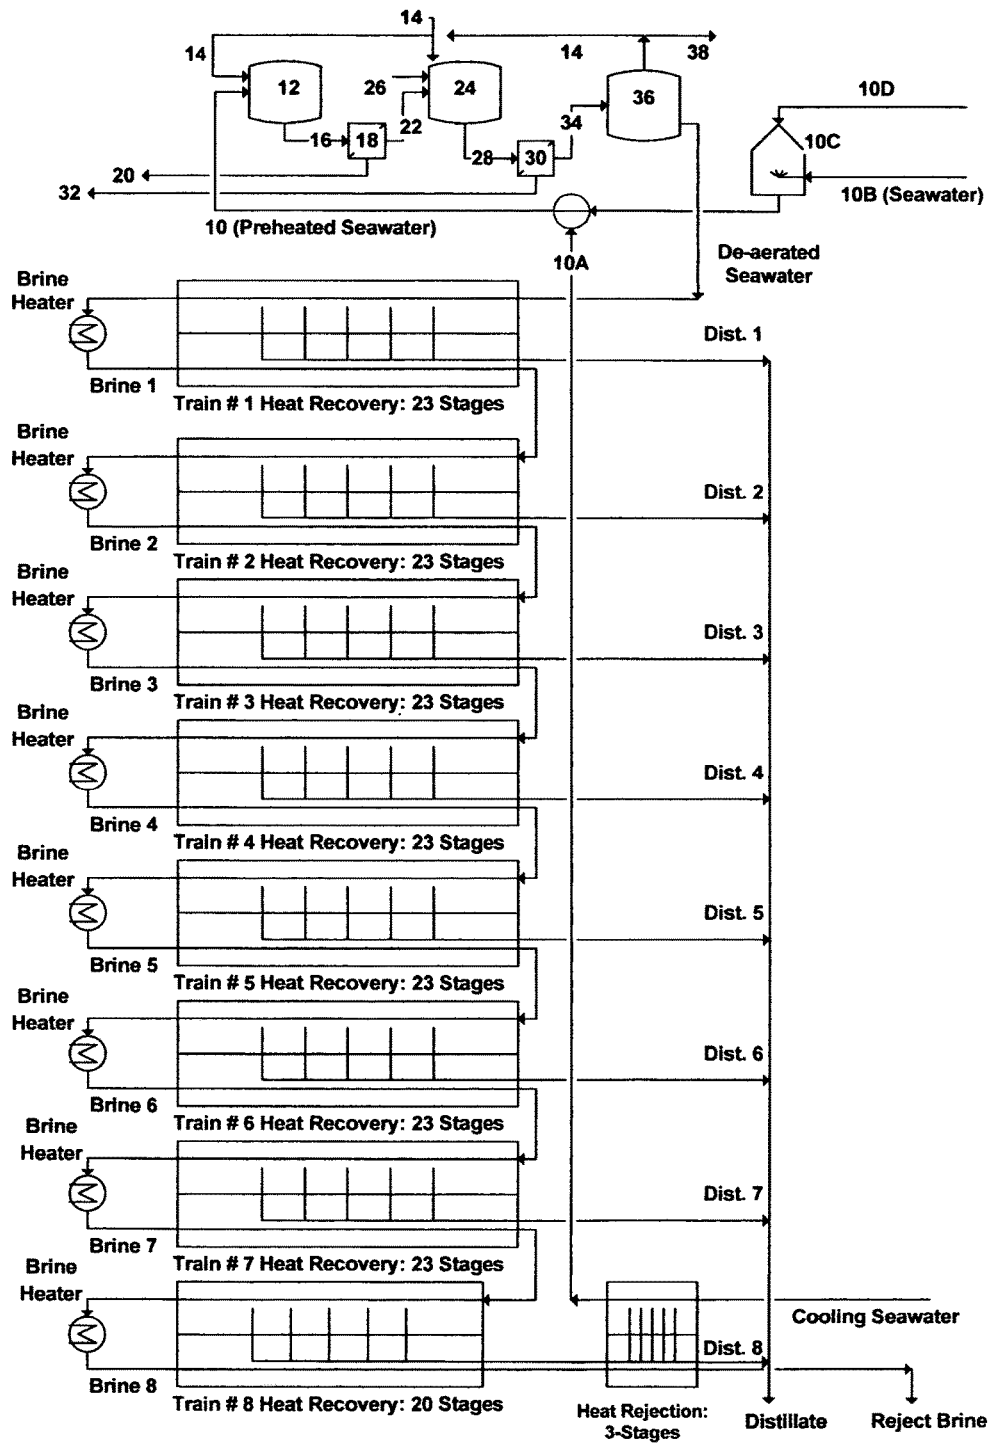 14
14
14
38
12
26
24
36
10D
22
34
16
18
10C
28
30
20
32
10B (Seawater)
10 (Preheated Seawater)
10A
De-aerated
Seawater
Brine
Heater
Dist. 1
Brine 1
Train # 1 Heat Recovery: 23 Stages
Brine
Heater
Dist. 2
Brine 2
Train # 2 Heat Recovery: 23 Stages
Brine
Heater
Dist. 3
Brine 3
Train # 3 Heat Recovery: 23 Stages
Brine
Heater
Dist. 4
Brine 4
Train # 4 Heat Recovery: 23 Stages
Brine
Heater
Dist. 5
Brine 5
Train # 5 Heat Recovery: 23 Stages
Brine
Heater
Dist. 6
Brine 6
Train # 6 Heat Recovery: 23 Stages
Brine
Heater
Dist. 7
Brine 7
Train # 7 Heat Recovery: 23 Stages
Brine
Heater
Cooling Seawater
Dist. 8
Brine 8
Train # 8 Heat Recovery: 20 Stages
Heat Rejection:
3-Stages
Distillate
Reject Brine